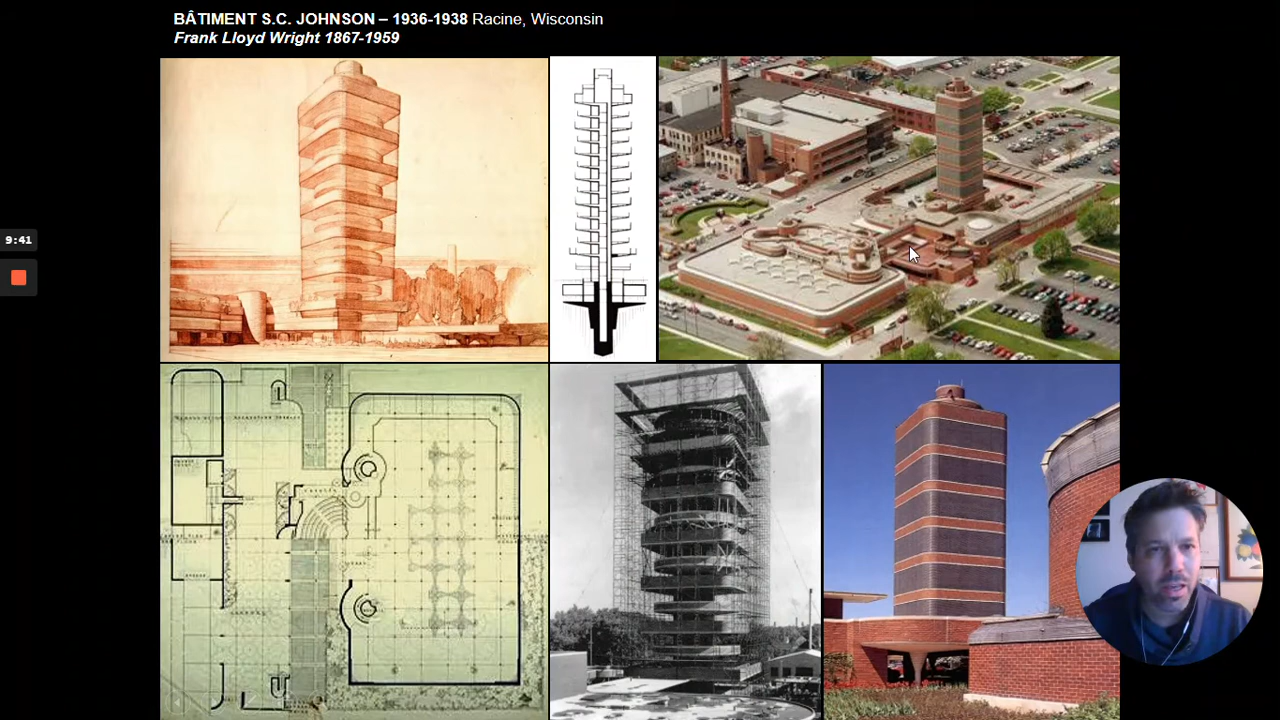 BÂTIMENT S.C. JOHNSON – 1936-1938 Racine, Wisconsin
Frank Lloyd Wright 1867-1959
9:41